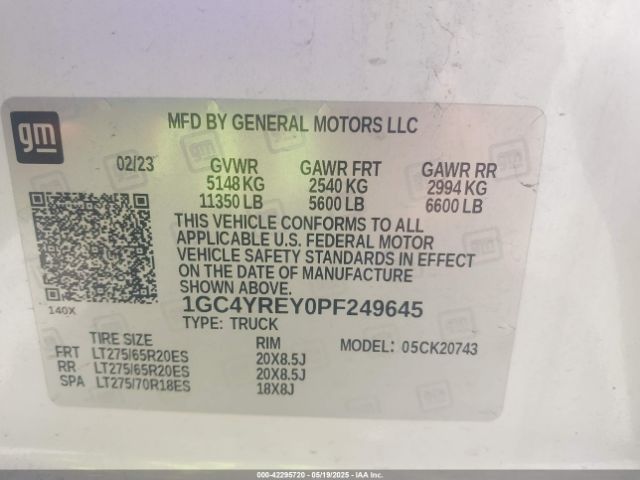 gm
MFD BY GENERAL MOTORS LLC
02/23 GVWR GAWR FRT GAWR RR
5148 KG 2540 KG 2994 KG
11350 LB 5600 LB 6600 LB
THIS VEHICLE CONFORMS TO ALL
APPLICABLE U.S. FEDERAL MOTOR
VEHICLE SAFETY STANDARDS IN EFFECT
ON THE DATE OF MANUFACTURE
SHOWN ABOVE.
140X
1GC4YREY0PF249645
TYPE: TRUCK
TIRE SIZE RIM MODEL: 05CK20743
FRT LT275/65R20ES 20X8.5J
RR LT275/65R20ES 20X8.5J
SPA LT275/70R18ES 18X8J
000-42295720 - 05/19/2025 - IAA Inc.